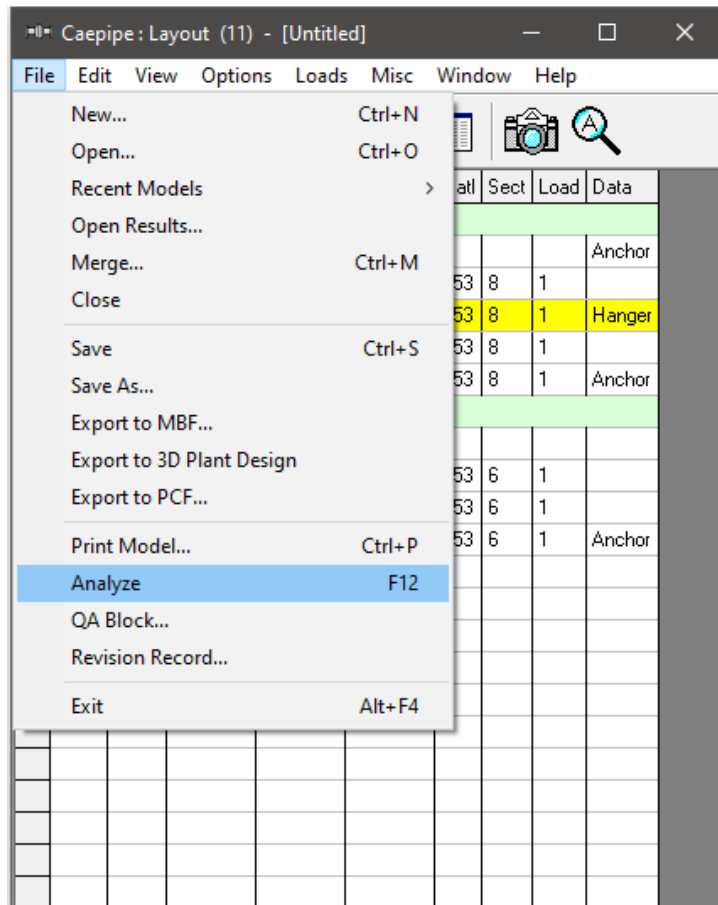 Caepipe : Layout (11) - [Untitled]
File Edit View Options Loads Misc Window Help
New... Ctrl+N
Open... Ctrl+O
Recent Models
Open Results...
Merge... Ctrl+M
Close
Save Ctrl+S
Save As...
Export to MBF...
Export to 3D Plant Design
Export to PCF...
Print Model... Ctrl+P
Analyze F12
QA Block...
Revision Record...
Exit Alt+F4
A
atl Sect Load Data
Anchor
53 8 1
53 8 1 Hanger
53 8 1
53 8 1 Anchor
53 6 1
53 6 1
53 6 1 Anchor